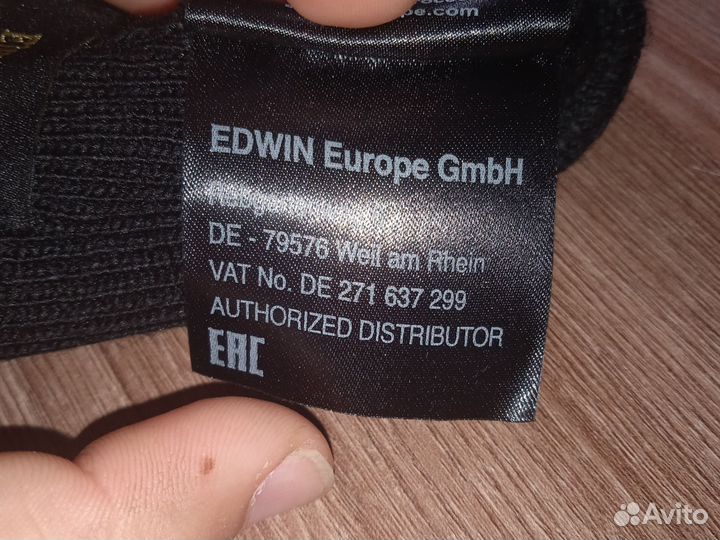 EDWIN Europe GmbH
DE - 79576 Weil am Rhein
VAT No. DE 271 637 299
AUTHORIZED DISTRIBUTOR
EAC
Avito